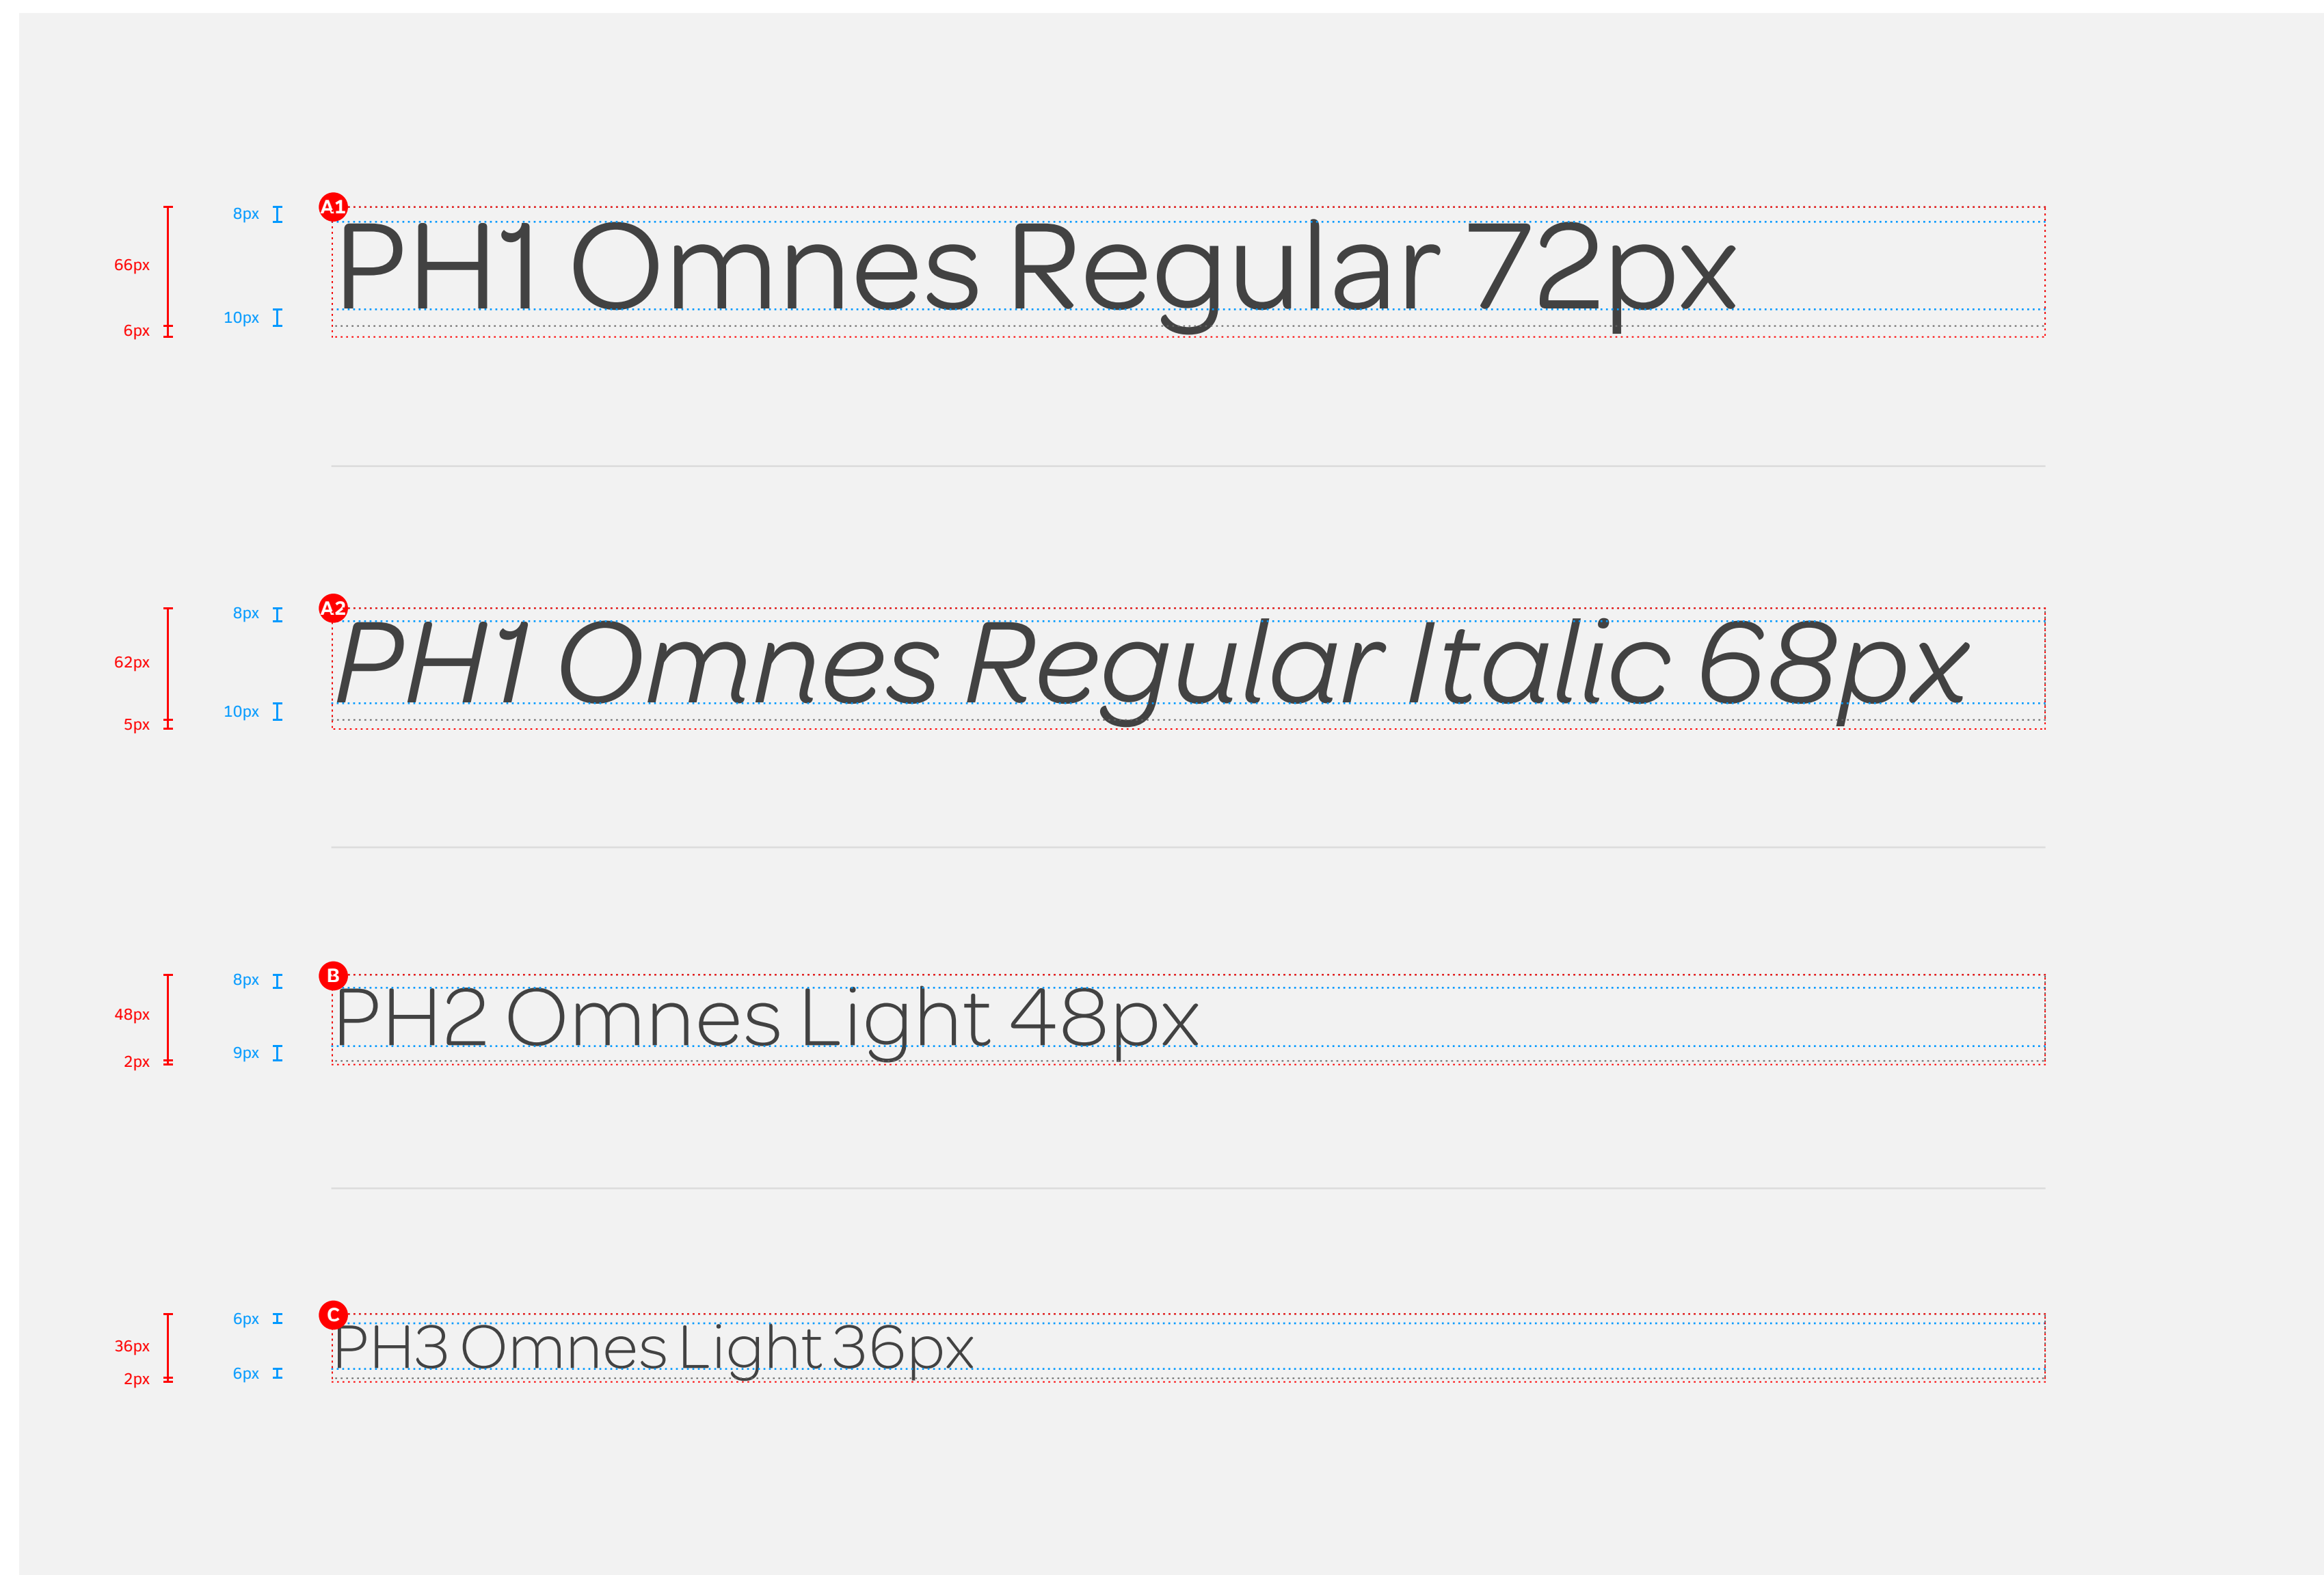 8px
A1
66px
PH1 Omnes Regular 72px
10px
6px
8px
A2
62px
PH1 Omnes Regular Italic 68px
10px
5px
8px
B
48px
PH2 Omnes Light 48px
9px
2px
6px
C
36px
PH3 Omnes Light 36px
6px
2px